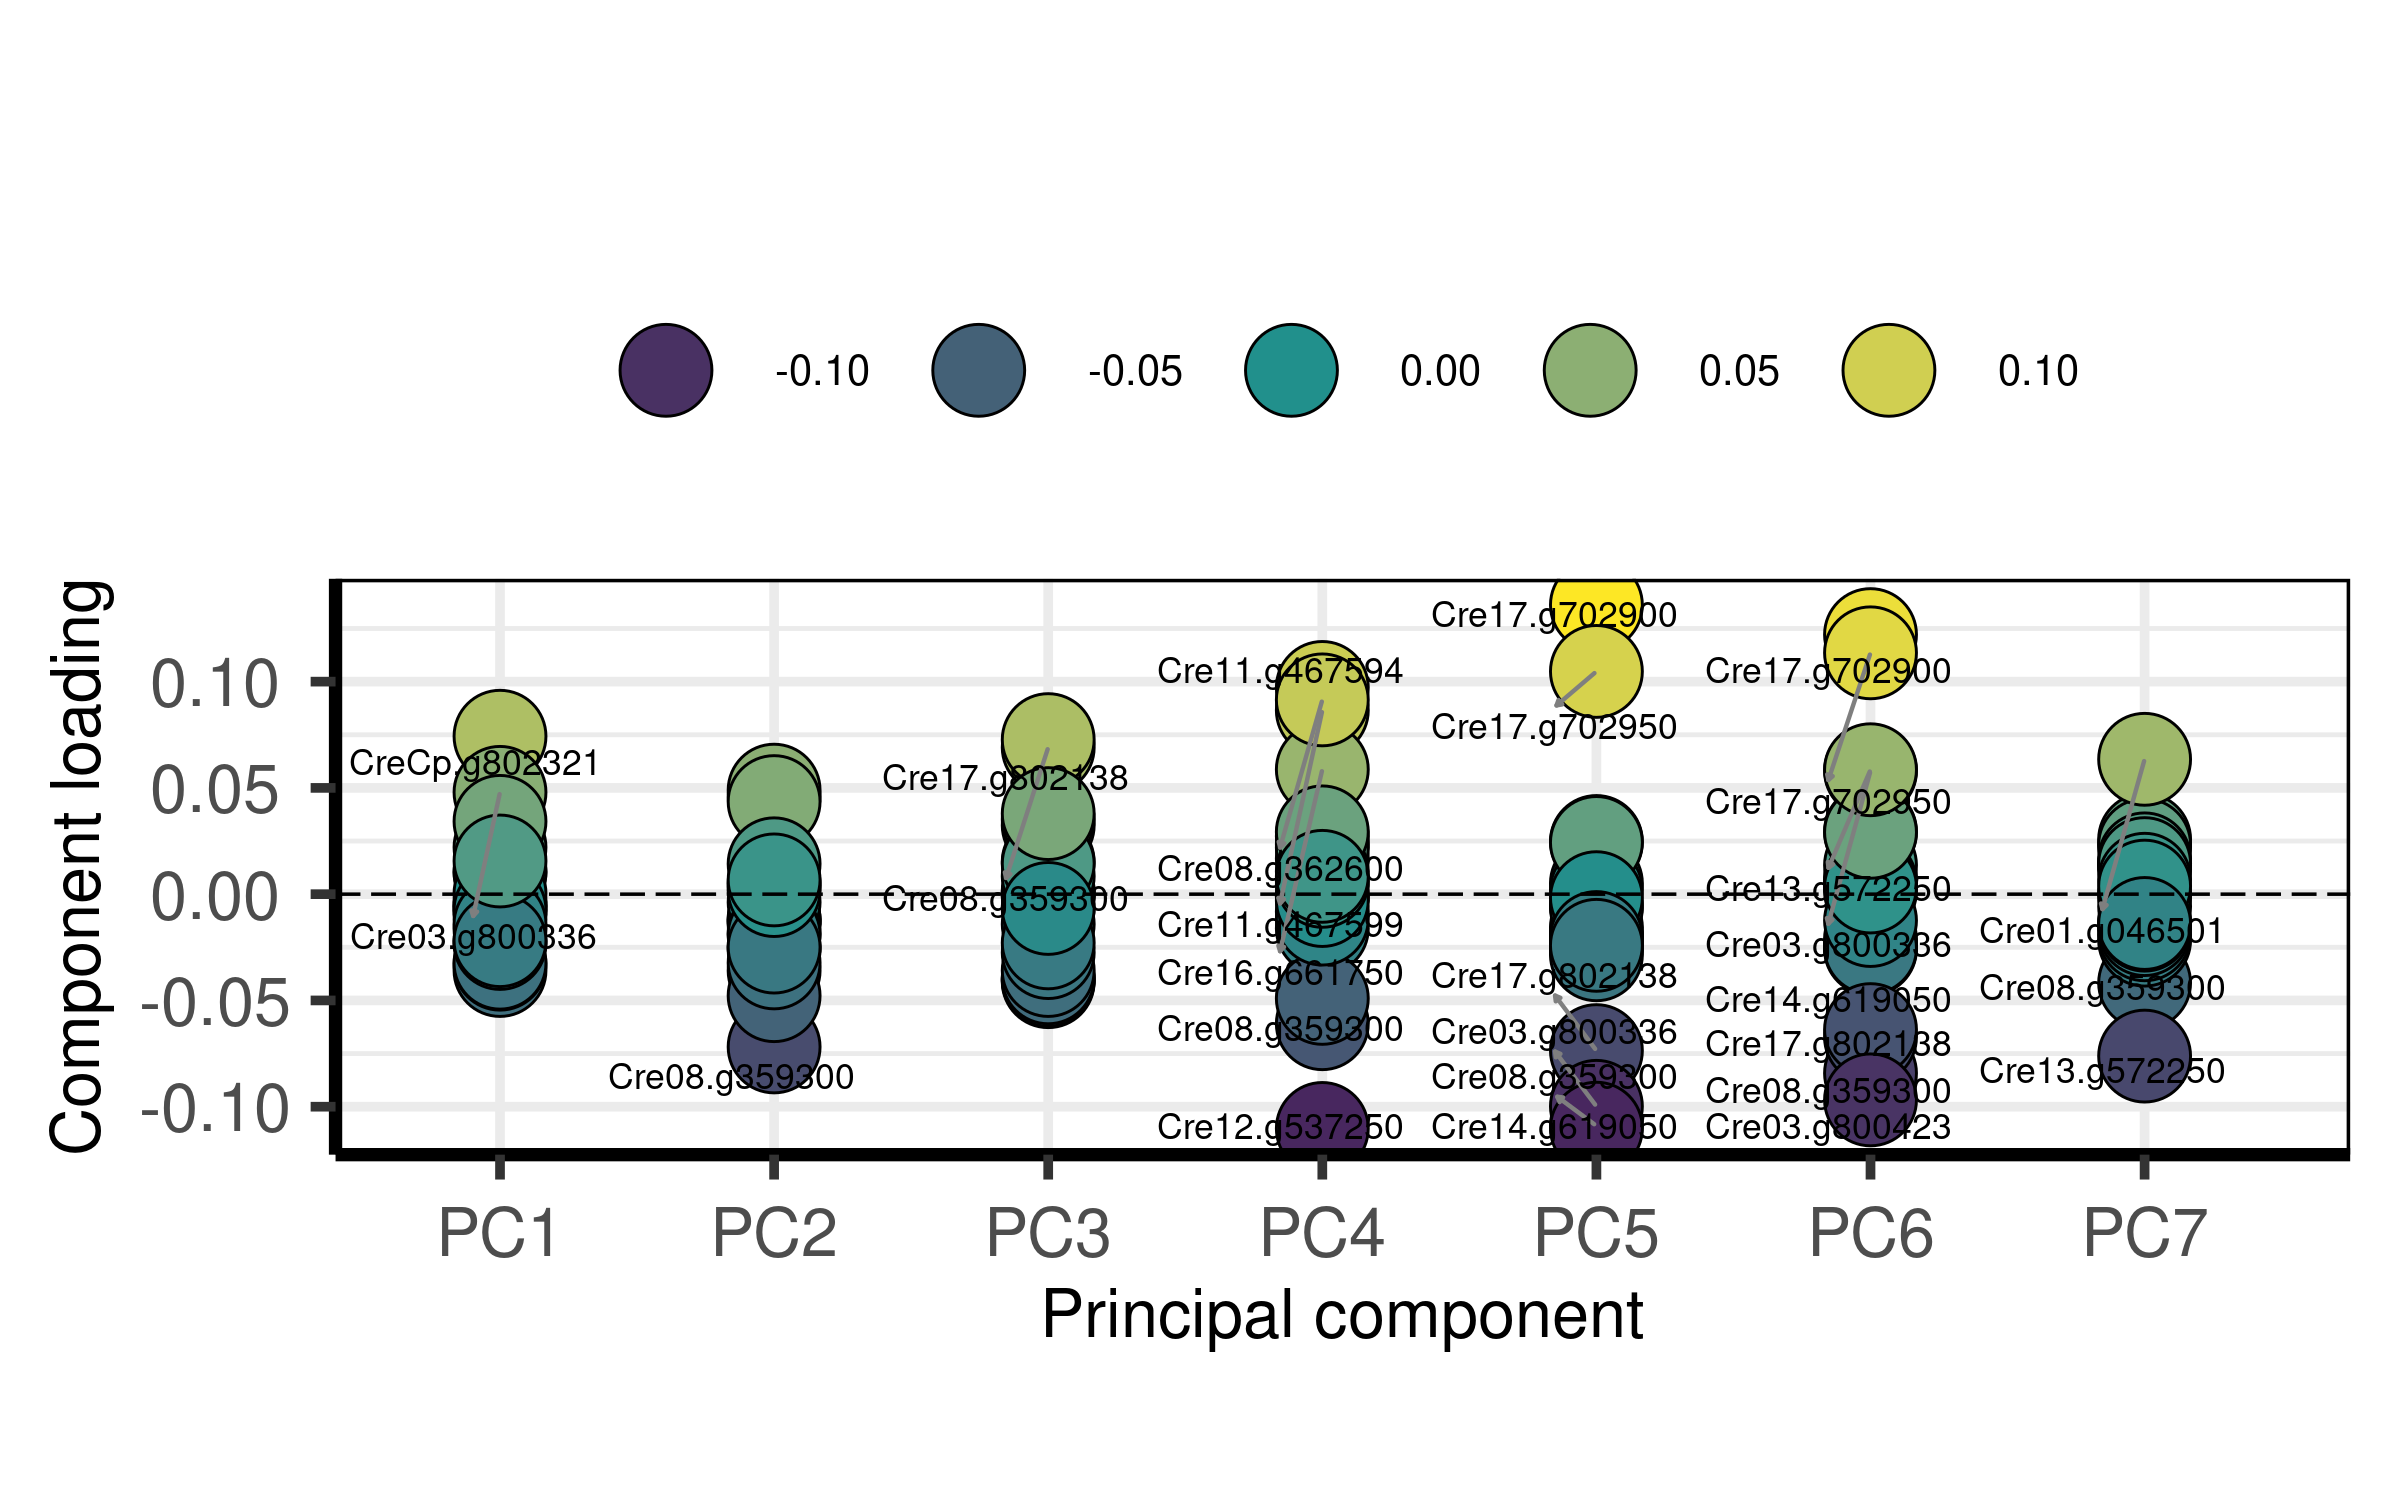 -0.10 -0.05 0.00 0.05 0.10
Component loading
0.10
0.05
0.00
-0.05
-0.10
CreCp.g802321
Cre03.g800336
Cre08.g359300
Cre17.g802138
Cre08.g359300
Cre11.g467594
Cre08.g362600
Cre11.g467599
Cre16.g661750
Cre08.g359300
Cre12.g537250
Cre17.g702900
Cre17.g702950
Cre17.g802138
Cre03.g800336
Cre08.g359300
Cre14.g619050
Cre17.g702900
Cre17.g702950
Cre13.g572250
Cre03.g800336
Cre14.g619050
Cre17.g802138
Cre08.g359300
Cre03.g800423
Cre01.g046501
Cre08.g359300
Cre13.g572250
PC1 PC2 PC3 PC4 PC5 PC6 PC7
Principal component